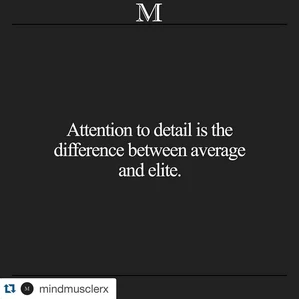 M
Attention to detail is the
difference between average
and elite.
M mindmusclerx